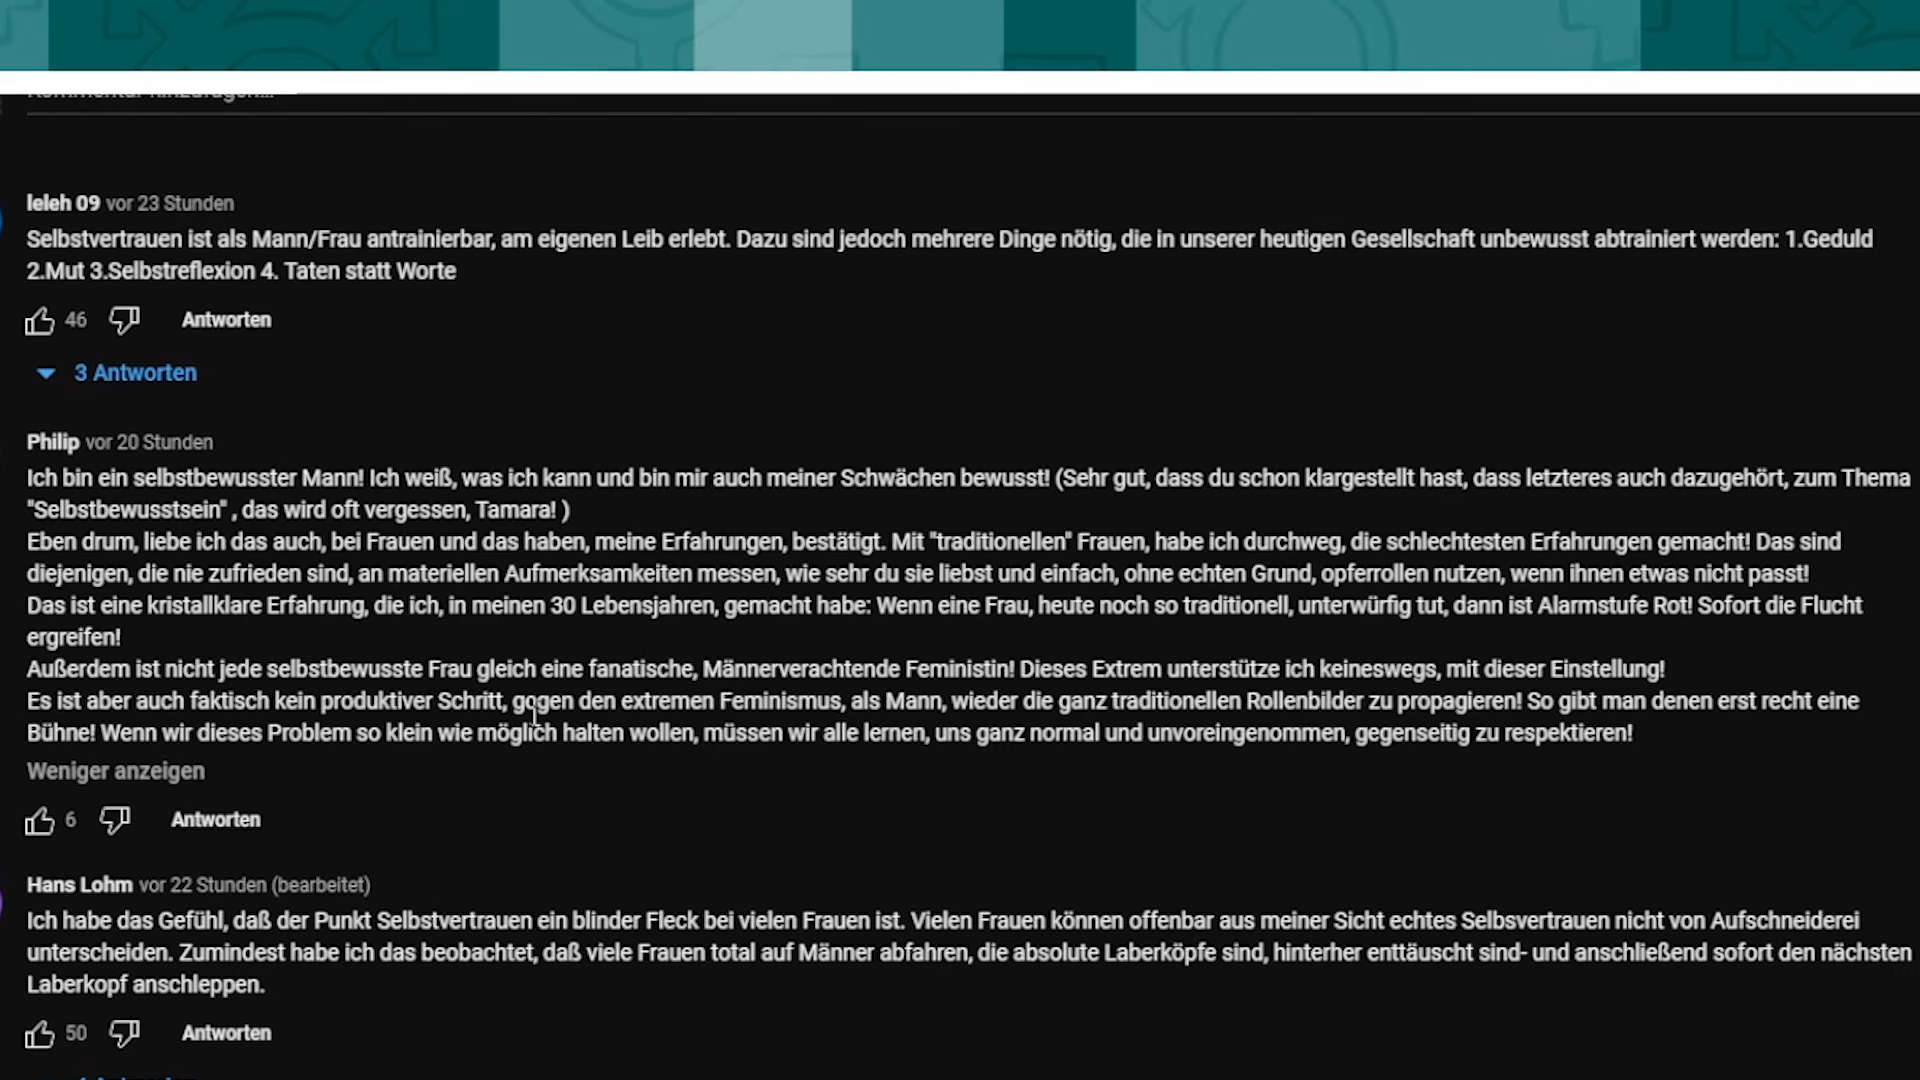 Kommentar hinzufügen...
leleh 09 vor 23 Stunden
Selbstvertrauen ist als Mann/Frau antrainierbar, am eigenen Leib erlebt. Dazu sind jedoch mehrere Dinge nötig, die in unserer heutigen Gesellschaft unbewusst abtrainiert werden: 1.Geduld
2.Mut 3.Selbstreflexion 4. Taten statt Worte
46 Antworten
3 Antworten
Philip vor 20 Stunden
Ich bin ein selbstbewusster Mann! Ich weiß, was ich kann und bin mir auch meiner Schwächen bewusst! (Sehr gut, dass du schon klargestellt hast, dass letzteres auch dazugehört, zum Thema
"Selbstbewusstsein" , das wird oft vergessen, Tamara! )
Eben drum, liebe ich das auch, bei Frauen und das haben, meine Erfahrungen, bestätigt. Mit "traditionellen" Frauen, habe ich durchweg, die schlechtesten Erfahrungen gemacht! Das sind
diejenigen, die nie zufrieden sind, an materiellen Aufmerksamkeiten messen, wie sehr du sie liebst und einfach, ohne echten Grund, opferrollen nutzen, wenn ihnen etwas nicht passt!
Das ist eine kristallklare Erfahrung, die ich, in meinen 30 Lebensjahren, gemacht habe: Wenn eine Frau, heute noch so traditionell, unterwürfig tut, dann ist Alarmstufe Rot! Sofort die Flucht
ergreifen!
Außerdem ist nicht jede selbstbewusste Frau gleich eine fanatische, Männerverachtende Feministin! Dieses Extrem unterstütze ich keineswegs, mit dieser Einstellung!
Es ist aber auch faktisch kein produktiver Schritt, gogen den extremen Feminismus, als Mann, wieder die ganz traditionellen Rollenbilder zu propagieren! So gibt man denen erst recht eine
Bühne! Wenn wir dieses Problem so klein wie möglich halten wollen, müssen wir alle lernen, uns ganz normal und unvoreingenommen, gegenseitig zu respektieren!
Weniger anzeigen
6 Antworten
Hans Lohm vor 22 Stunden (bearbeitet)
Ich habe das Gefühl, daß der Punkt Selbstvertrauen ein blinder Fleck bei vielen Frauen ist. Vielen Frauen können offenbar aus meiner Sicht echtes Selbsvertrauen nicht von Aufschneiderei
unterscheiden. Zumindest habe ich das beobachtet, daß viele Frauen total auf Männer abfahren, die absolute Laberköpfe sind, hinterher enttäuscht sind- und anschließend sofort den nächsten
Laberkopf anschleppen.
50 Antworten